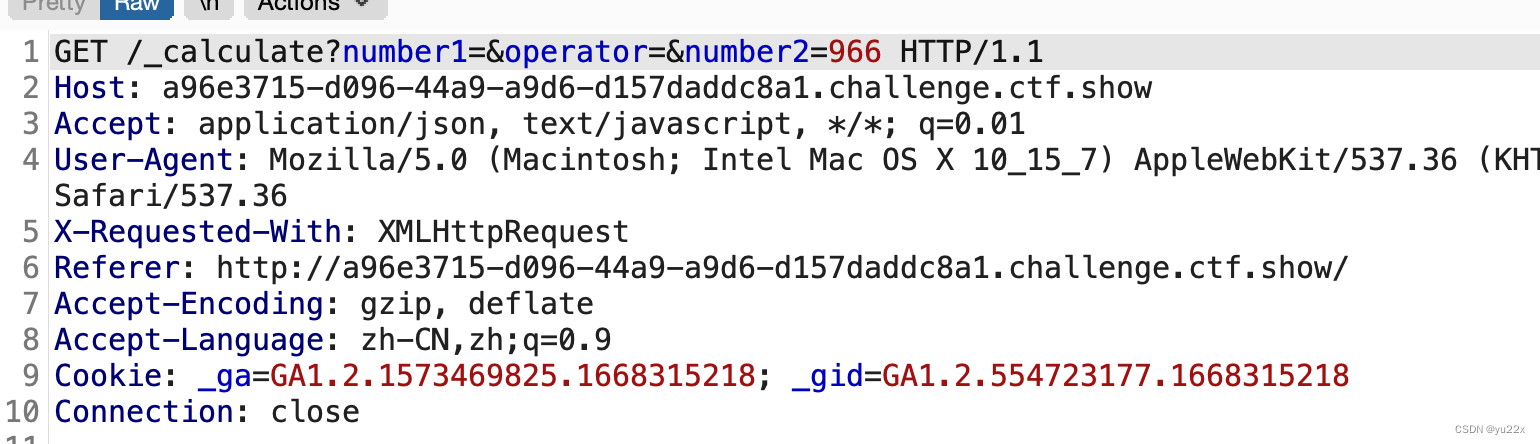 Pretty Raw \n Actions
1 GET /_calculate?number1=&operator=&number2=966 HTTP/1.1
2 Host: a96e3715-d096-44a9-a9d6-d157daddc8a1.challenge.ctf.show
3 Accept: application/json, text/javascript, */*; q=0.01
4 User-Agent: Mozilla/5.0 (Macintosh; Intel Mac OS X 10_15_7) AppleWebKit/537.36 (KHT
Safari/537.36
5 X-Requested-With: XMLHttpRequest
6 Referer: http://a96e3715-d096-44a9-a9d6-d157daddc8a1.challenge.ctf.show/
7 Accept-Encoding: gzip, deflate
8 Accept-Language: zh-CN,zh;q=0.9
9 Cookie: _ga=GA1.2.1573469825.1668315218; _gid=GA1.2.554723177.1668315218
10 Connection: close
11
CSDN @yu22x